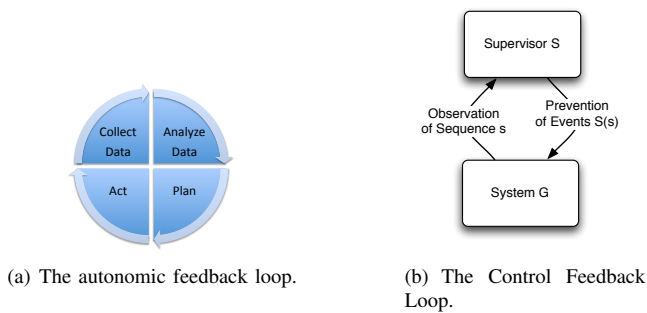 Collect Data
Analyze Data
Act
Plan
(a) The autonomic feedback loop.
Supervisor S
Observation
of Sequence s
Prevention
of Events S(s)
System G
(b) The Control Feedback
Loop.